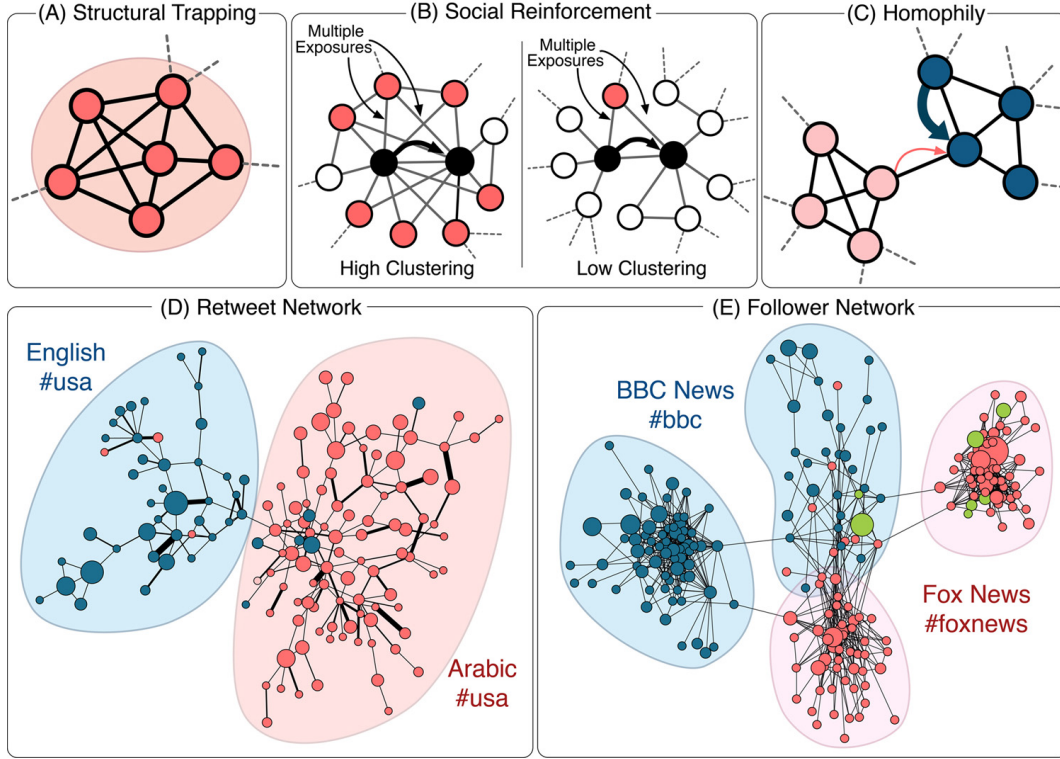 (A) Structural Trapping
(B) Social Reinforcement
Multiple
Exposures
High Clustering
Multiple
Exposures
Low Clustering
(C) Homophily
(D) Retweet Network
English
#usa
Arabic
#usa
(E) Follower Network
BBC News
#bbc
Fox News
#foxnews